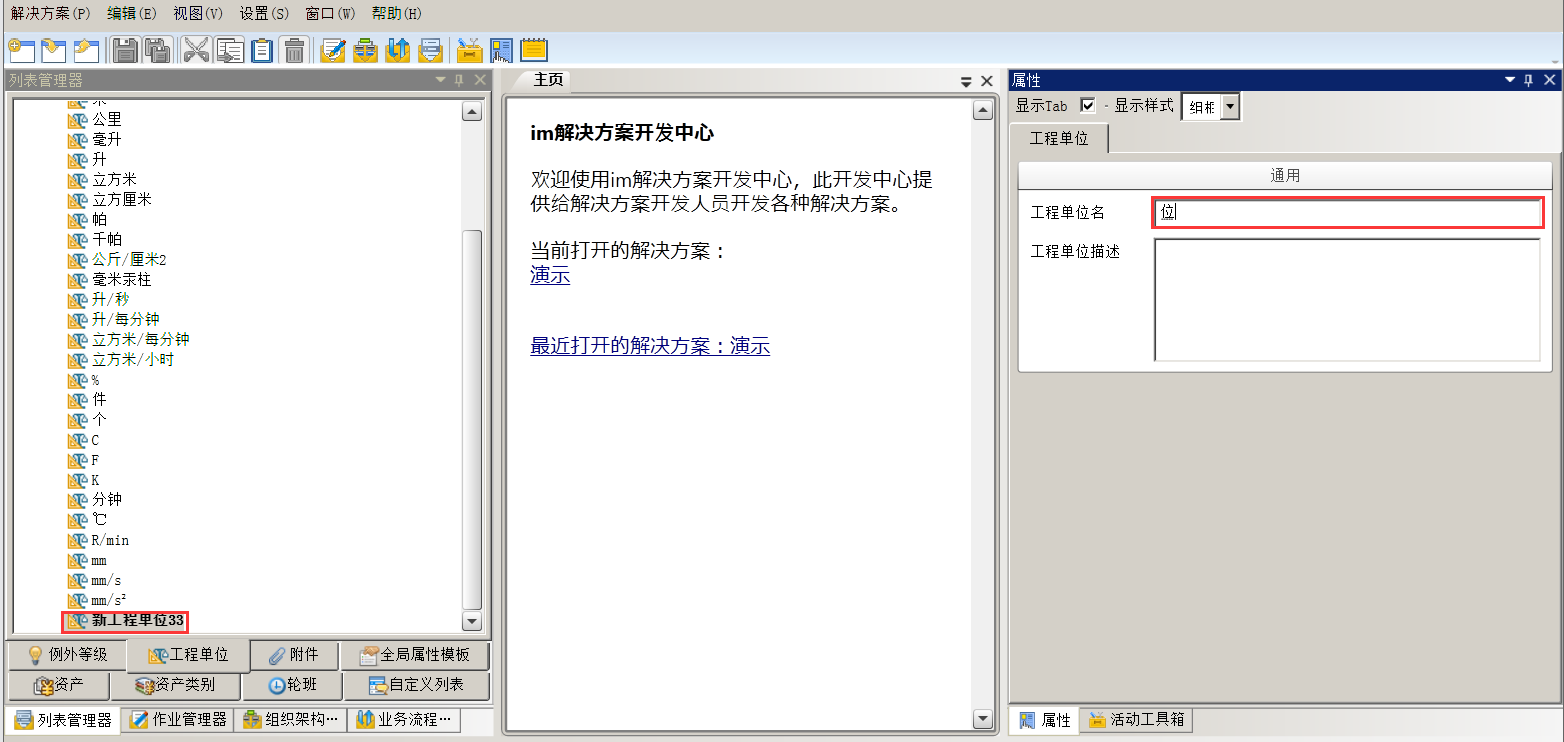 解决方案(P) 编辑(E) 视图(V) 设置(S) 窗口(W) 帮助(H)
列表管理器
公里
毫升
升
立方米
立方厘米
帕
千帕
公斤/厘米2
毫米汞柱
升/秒
升/每分钟
立方米/每分钟
立方米/小时
%
件
个
C
F
K
分钟
℃
R/min
mm
mm/s
mm/s²
新工程单位33
例外等级 工程单位 附件 全局属性模板
资产 资产类别 轮班 自定义列表
列表管理器 作业管理器 组织架构… 业务流程…
主页
im解决方案开发中心
欢迎使用im解决方案开发中心，此开发中心提
供给解决方案开发人员开发各种解决方案。
当前打开的解决方案：
演示
最近打开的解决方案：演示
属性
显示Tab - 显示样式
工程单位
通用
工程单位名 位
工程单位描述
属性 活动工具箱